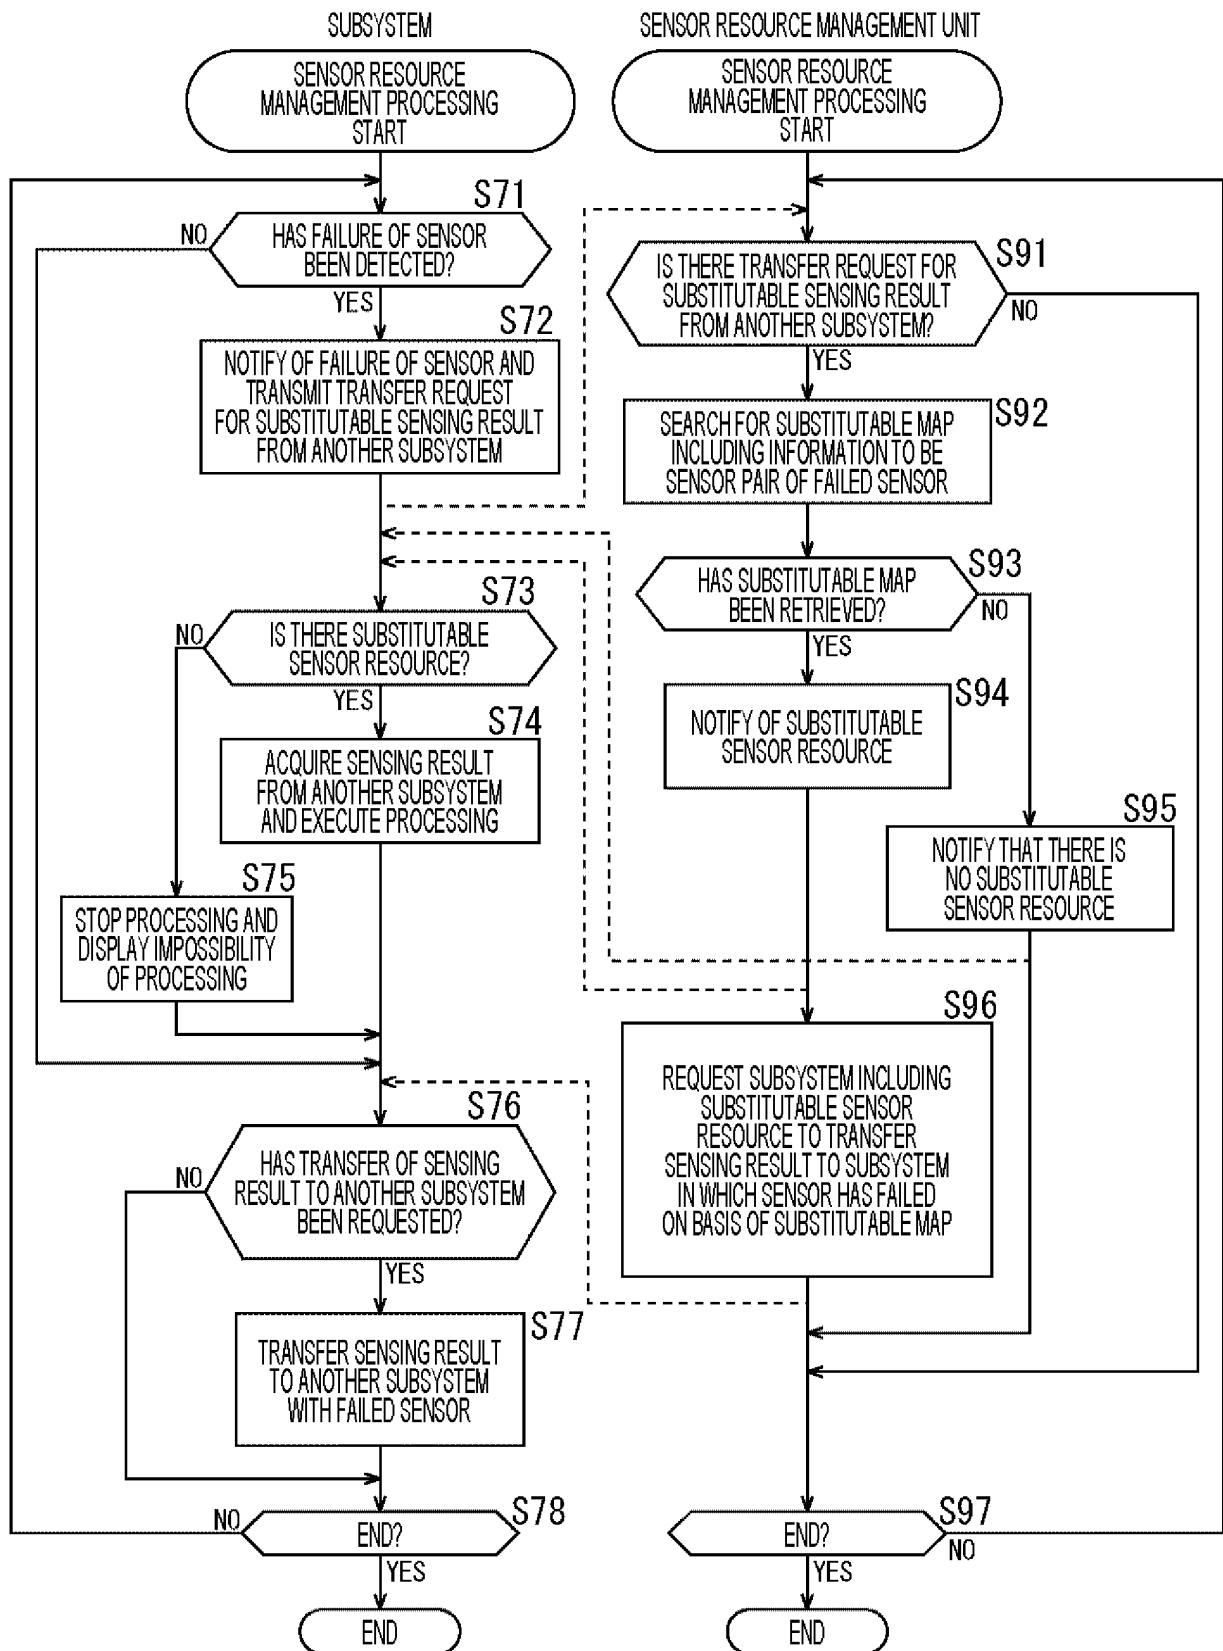 SUBSYSTEM
SENSOR RESOURCE
MANAGEMENT PROCESSING
START
S71
HAS FAILURE OF SENSOR
BEEN DETECTED?
NO
YES
S72
NOTIFY OF FAILURE OF SENSOR AND
TRANSMIT TRANSFER REQUEST
FOR SUBSTITUTABLE SENSING RESULT
FROM ANOTHER SUBSYSTEM
S73
IS THERE SUBSTITUTABLE
SENSOR RESOURCE?
NO
YES
S74
ACQUIRE SENSING RESULT
FROM ANOTHER SUBSYSTEM
AND EXECUTE PROCESSING
S75
STOP PROCESSING AND
DISPLAY IMPOSSIBILITY
OF PROCESSING
S76
HAS TRANSFER OF SENSING
RESULT TO ANOTHER SUBSYSTEM
BEEN REQUESTED?
NO
YES
S77
TRANSFER SENSING RESULT
TO ANOTHER SUBSYSTEM
WITH FAILED SENSOR
S78
END?
NO
YES
END
SENSOR RESOURCE MANAGEMENT UNIT
SENSOR RESOURCE
MANAGEMENT PROCESSING
START
S91
IS THERE TRANSFER REQUEST FOR
SUBSTITUTABLE SENSING RESULT
FROM ANOTHER SUBSYSTEM?
NO
YES
S92
SEARCH FOR SUBSTITUTABLE MAP
INCLUDING INFORMATION TO BE
SENSOR PAIR OF FAILED SENSOR
S93
HAS SUBSTITUTABLE MAP
BEEN RETRIEVED?
NO
YES
S94
NOTIFY OF SUBSTITUTABLE
SENSOR RESOURCE
S95
NOTIFY THAT THERE IS
NO SUBSTITUTABLE
SENSOR RESOURCE
S96
REQUEST SUBSYSTEM INCLUDING
SUBSTITUTABLE SENSOR
RESOURCE TO TRANSFER
SENSING RESULT TO SUBSYSTEM
IN WHICH SENSOR HAS FAILED
ON BASIS OF SUBSTITUTABLE MAP
S97
END?
NO
YES
END